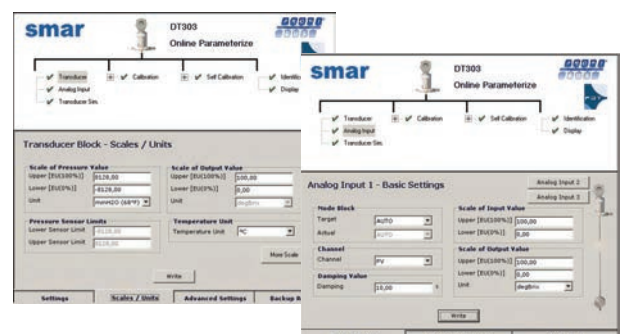 smar
DT303
Online Parameterize
Transducer
Calibration
Self Calibration
Analog Input
Display
Transducer Sim.
Transducer Block - Scales / Units
Scale of Pressure Value
Upper [EU(100%)]
Lower [EU(0%)]
Unit
mmH2O (68°F)
Scale of Output Value
Upper [EU(100%)] 100,00
Lower [EU(0%)] 0,00
Unit degBrix
Pressure Sensor Limits
Lower Sensor Limit
Upper Sensor Limit
Temperature Unit
Temperature Unit °C
More Scale
Write
Settings Scales / Units Advanced Settings Backup R
smar
DT303
Online Parameterize
Transducer
Calibration
Self Calibration
Identification
Analog Input
Display
Transducer Sim.
Analog Input 1 - Basic Settings
Analog Input 2
Analog Input 3
Mode Block
Target AUTO
Actual AUTO
Scale of Input Value
Upper [EU(100%)] 100,00
Lower [EU(0%)] 0,00
Channel
Channel PV
Scale of Output Value
Upper [EU(100%)] 100,00
Lower [EU(0%)] 0,00
Unit degBrix
Damping Value
Damping 10,00 s
Write